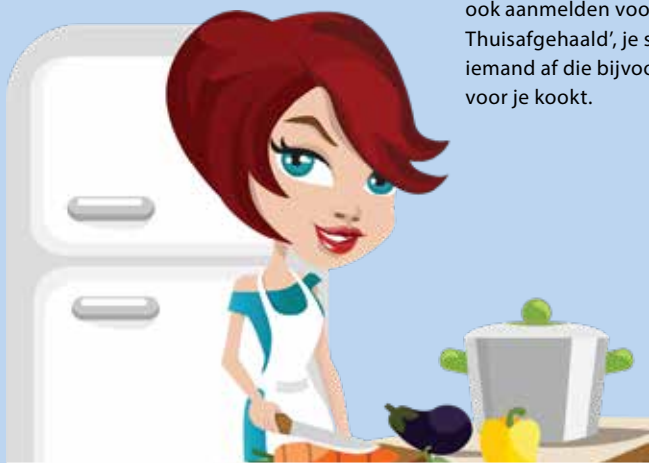 ook aanmelden voo
Thuisafgehaald’, je s
iemand af die bijvoo
voor je kookt.